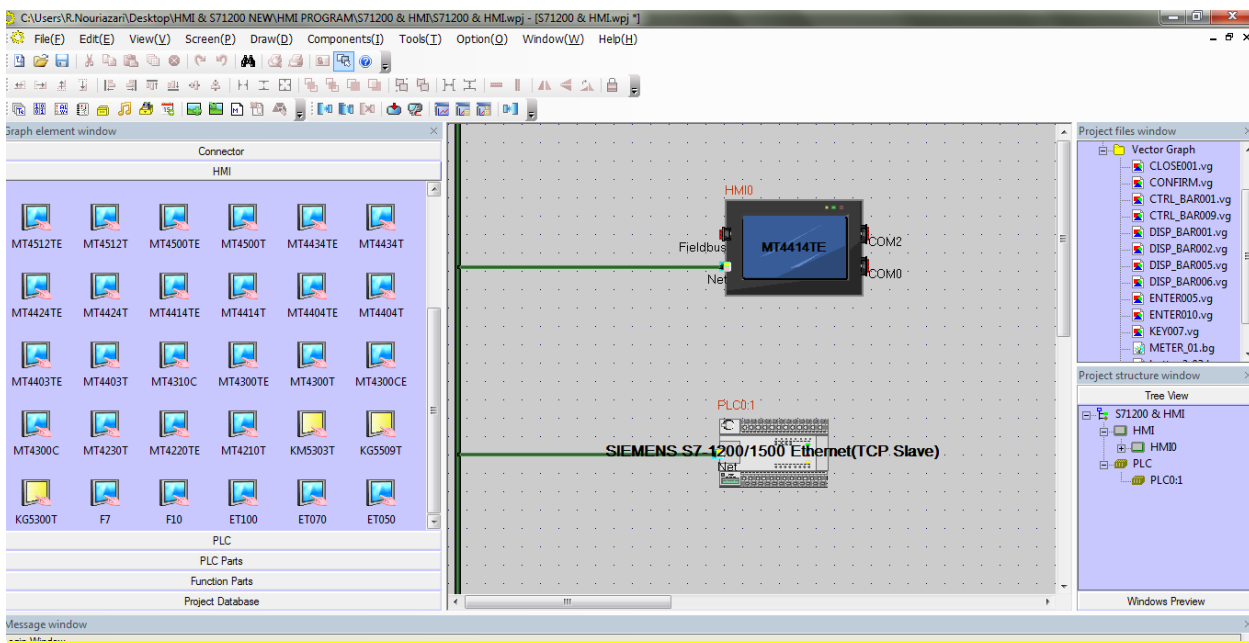 C:\Users\R.Nouriazari\Desktop\HMI & S71200 NEW\HMI PROGRAM\S71200 & HMI\S71200 & HMI.wpj - [S71200 & HMI.wpj *]
File(F) Edit(E) View(V) Screen(P) Draw(D) Components(I) Tools(T) Option(O) Window(W) Help(H)
Graph element window
Connector
HMI
MT4512TE MT4512T MT4500TE MT4500T MT4434TE MT4434T
MT4424TE MT4424T MT4414TE MT4414T MT4404TE MT4404T
MT4403TE MT4403T MT4310C MT4300TE MT4300T MT4300CE
MT4300C MT4230T MT4220TE MT4210T KM5303T KG5509T
KG5300T F7 F10 ET100 ET070 ET050
PLC
PLC Parts
Function Parts
Project Database
HMI0
MT4414TE
Fieldbus
COM2
Net
COM0
PLC0:1
SIEMENS S7-1200/1500 Ethernet(TCP Slave)
Net
Project files window
Vector Graph
CLOSE001.vg
CONFIRM.vg
CTRL_BAR001.vg
CTRL_BAR009.vg
DISP_BAR001.vg
DISP_BAR002.vg
DISP_BAR005.vg
DISP_BAR006.vg
ENTER005.vg
ENTER010.vg
KEY007.vg
METER_01.bg
Project structure window
Tree View
S71200 & HMI
HMI
HMI0
PLC
PLC0:1
Windows Preview
Message window